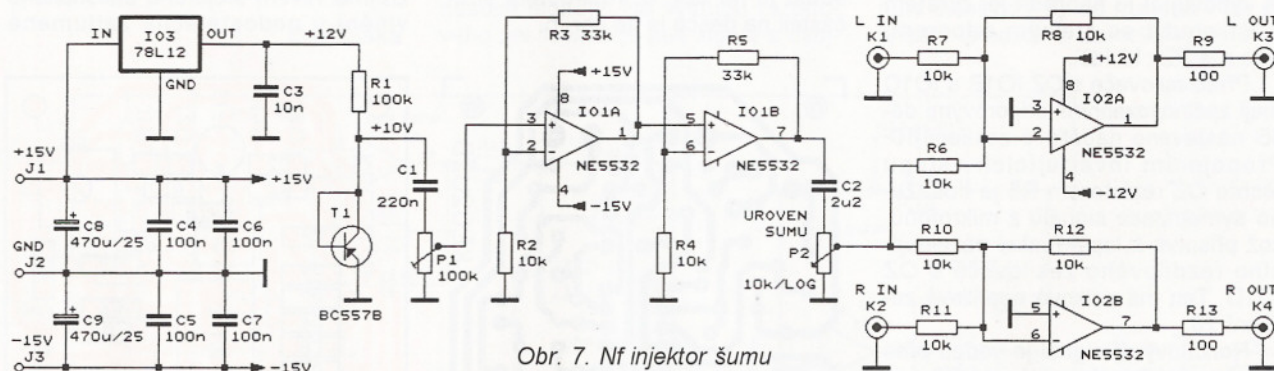 IN
IO3
78L12
OUT
GND
+12V
C3
10n
R1
100k
+10V
T1
BC557B
C1
220n
P1
100k
+15V
J1
+15V
GND
J2
-15V
J3
-15V
C8
470u/25
C4
100n
C6
100n
C9
470u/25
C5
100n
C7
100n
R3 33k
+15V
8
IO1A
3
+
2
-
1
NE5532
4
-15V
R2
10k
R5
33k
IO1B
5
+
6
-
7
NE5532
R4
10k
C2
2u2
UROVEN
SUMU
P2
10k/LOG
L IN
K1
R7
10k
R8 10k
+12V
8
IO2A
3
+
2
-
1
NE5532
4
-12V
R9
100
L OUT
K3
R6
10k
R10
10k
R12
10k
R IN
K2
R11
10k
IO2B
5
+
6
-
7
NE5532
R13
100
R OUT
K4
Obr. 7. Nf injektor šumu